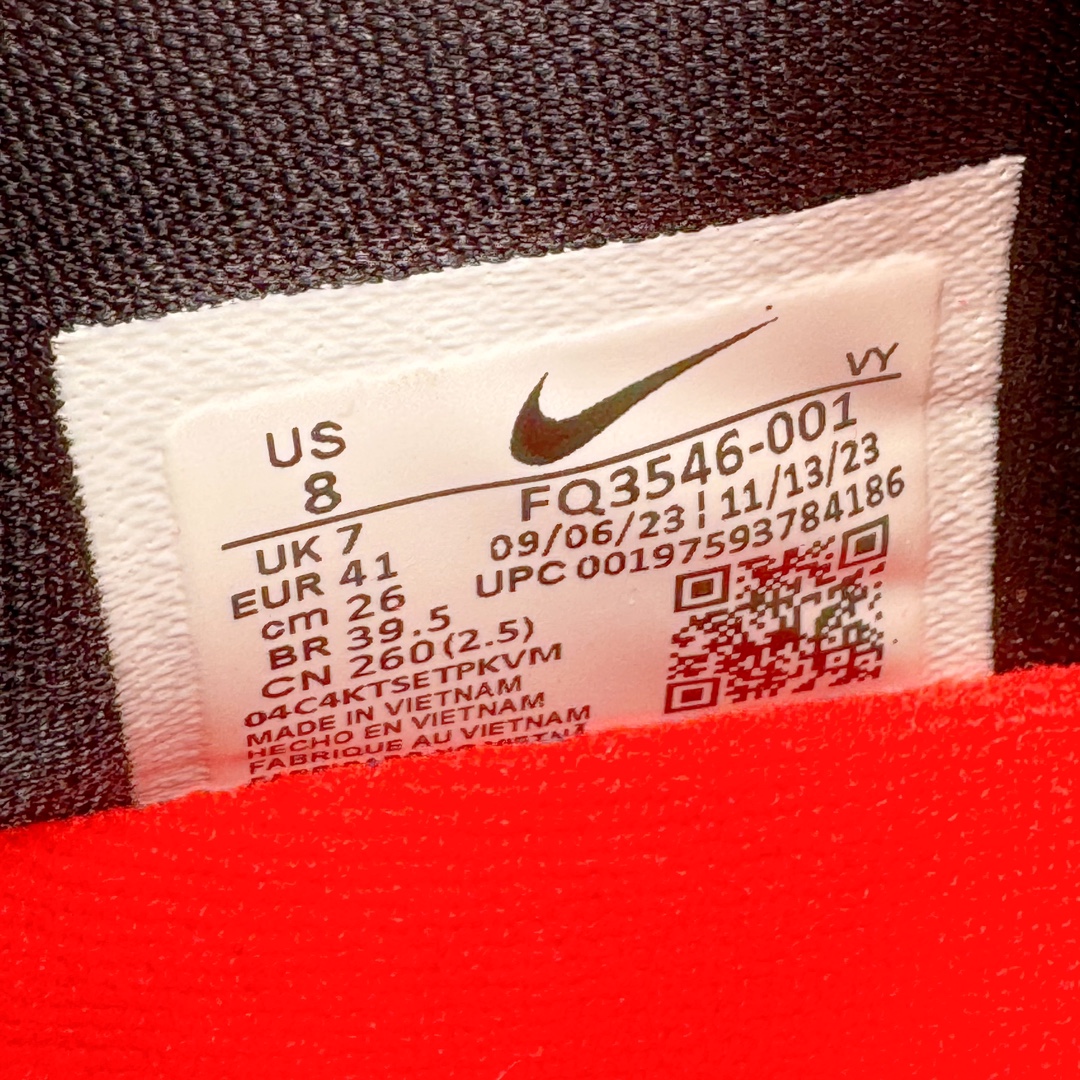 US
8
VY
UK 7
EUR 41
cm 26
BR 39.5
CN 260(2.5)
04C4KTSETPKVM
MADE IN VIETNAM
HECHO EN VIETNAM
FABRIQUE AU VIETNAM
FQ3546-001
09/06/23 ¦ 11/13/23
UPC 00197593784186